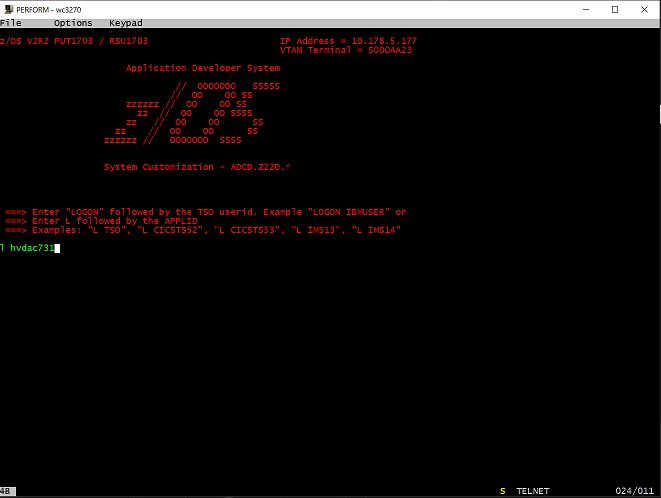 PERFORM - wc3270
File Options Keypad
z/OS V2R2 PUT1703 / RSU1703 IP Address = 10.178.5.177
VTAM Terminal = S000AA23
Application Developer System
// OOOOOOO SSSSS
// OO OO SS
zzzzzz // OO OO SS
zz // OO OO SSSS
zz // OO OO SS
zz // OO OO SS
zzzzzz // OOOOOOO SSSS
System Customization - ADCD.Z22D.*
===> Enter "LOGON" followed by the TSO userid. Example "LOGON IBMUSER" or
===> Enter L followed by the APPLID
===> Examples: "L TSO", "L CICSTS52", "L CICSTS53", "L IMS13", "L IMS14"
l hvdac731
4B S TELNET 024/011